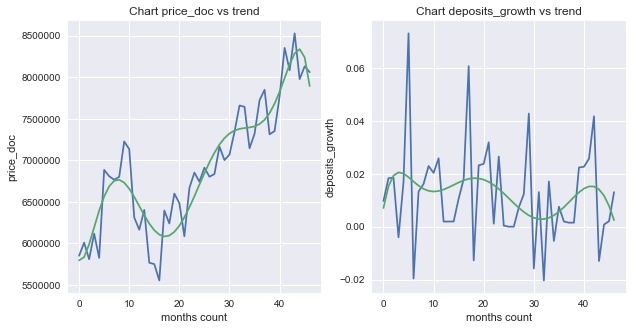 Chart price_doc vs trend
8500000
8000000
7500000
7000000
6500000
6000000
5500000
price_doc
0 10 20 30 40
months count
Chart deposits_growth vs trend
0.06
0.04
0.02
0.00
−0.02
deposits_growth
0 10 20 30 40
months count